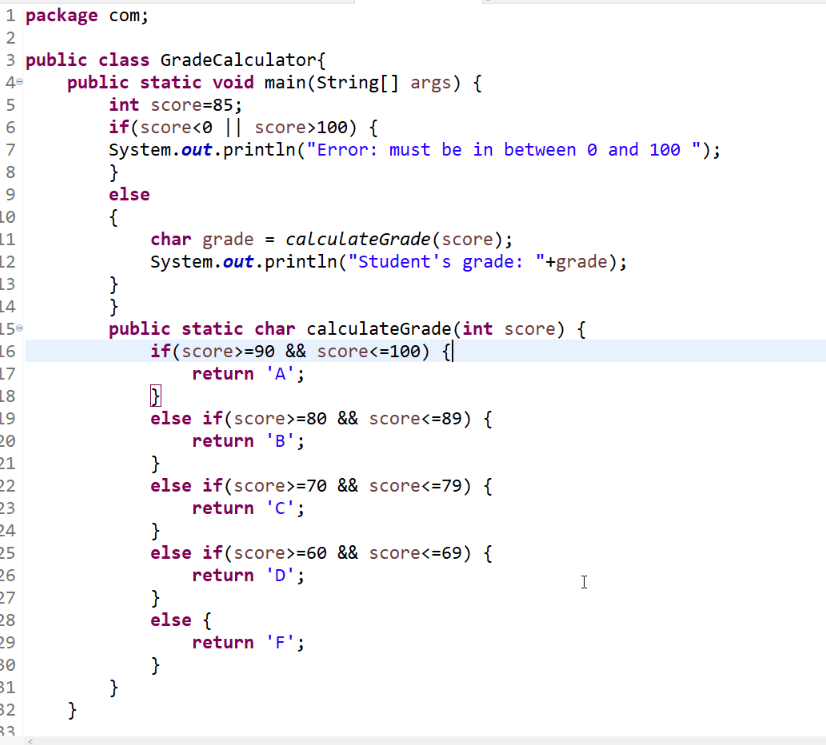 1 package com;
2
3 public class GradeCalculator{
4 public static void main(String[] args) {
5 int score=85;
6 if(score<0 || score>100) {
7 System.out.println("Error: must be in between 0 and 100 ");
8 }
9 else
10 {
11 char grade = calculateGrade(score);
12 System.out.println("Student's grade: "+grade);
13 }
14 }
15 public static char calculateGrade(int score) {
16 if(score>=90 && score<=100) {
17 return 'A';
18 }
19 else if(score>=80 && score<=89) {
20 return 'B';
21 }
22 else if(score>=70 && score<=79) {
23 return 'C';
24 }
25 else if(score>=60 && score<=69) {
26 return 'D';
27 }
28 else {
29 return 'F';
30 }
31 }
32 }
33